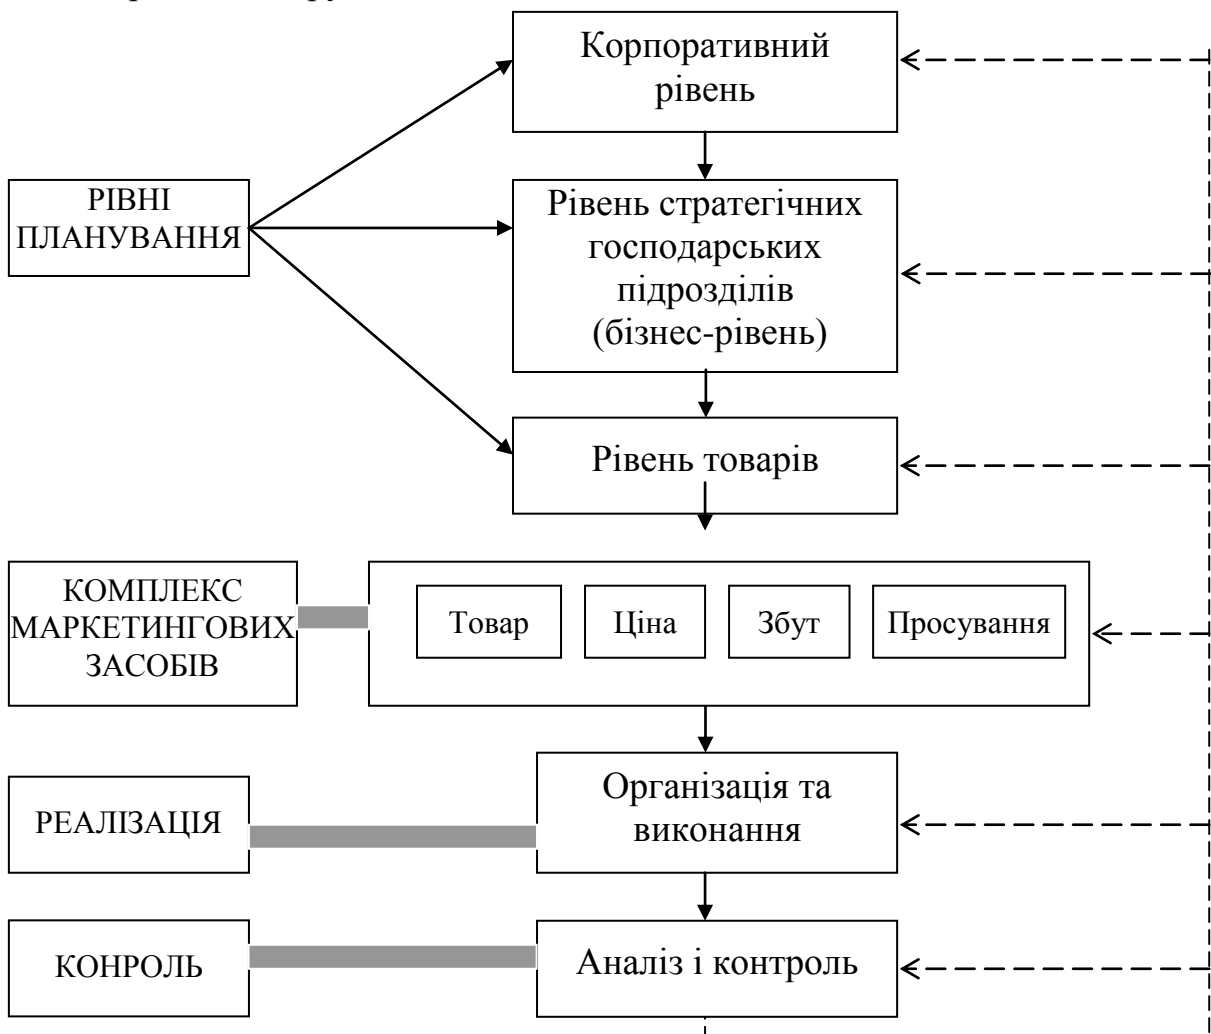 Корпоративний
рівень
РІВНІ
ПЛАНУВАННЯ
Рівень стратегічних
господарських
підрозділів
(бізнес-рівень)
Рівень товарів
КОМПЛЕКС
МАРКЕТИНГОВИХ
ЗАСОБІВ
Товар
Ціна
Збут
Просування
РЕАЛІЗАЦІЯ
Організація та
виконання
КОНРОЛЬ
Аналіз і контроль